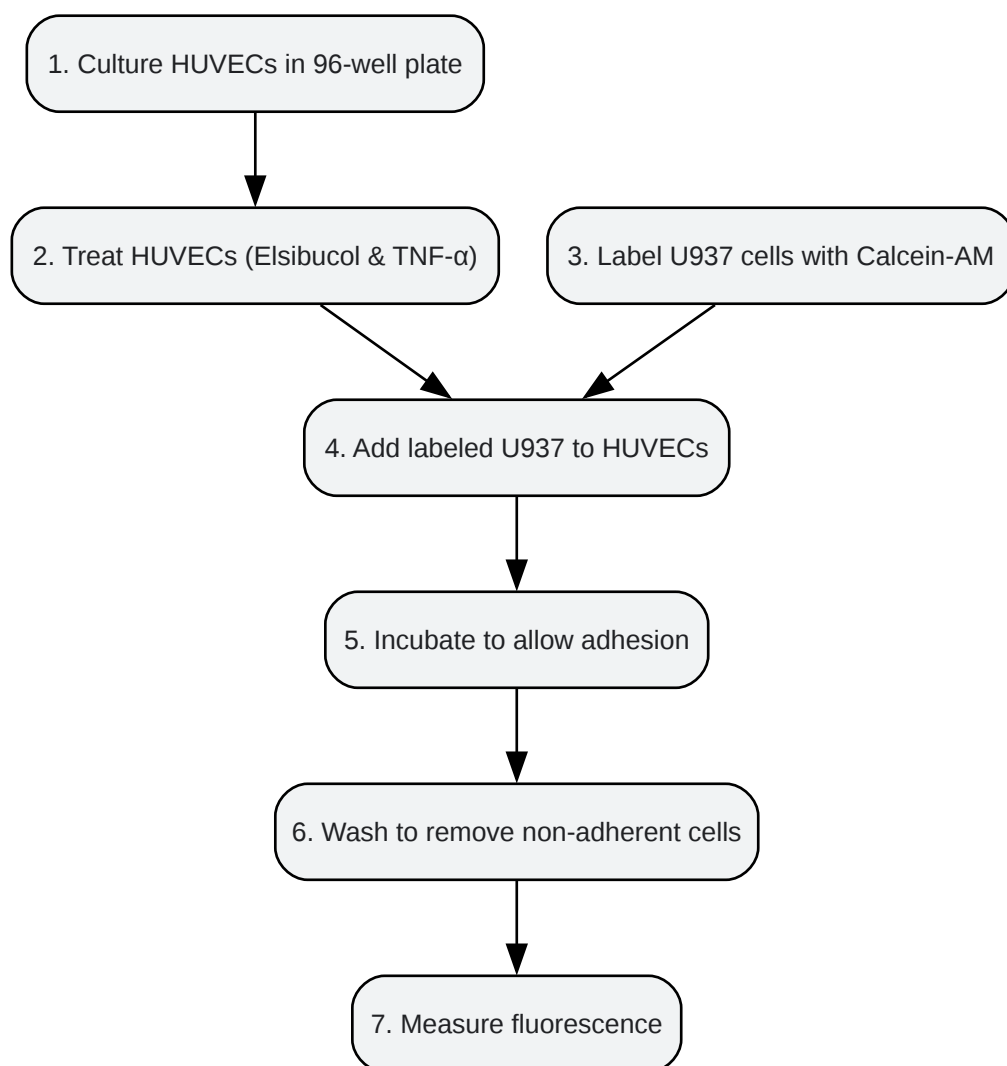 1. Culture HUVECs in 96-well plate
2. Treat HUVECs (Elsibucol & TNF-α)
3. Label U937 cells with Calcein-AM
4. Add labeled U937 to HUVECs
5. Incubate to allow adhesion
6. Wash to remove non-adherent cells
7. Measure fluorescence